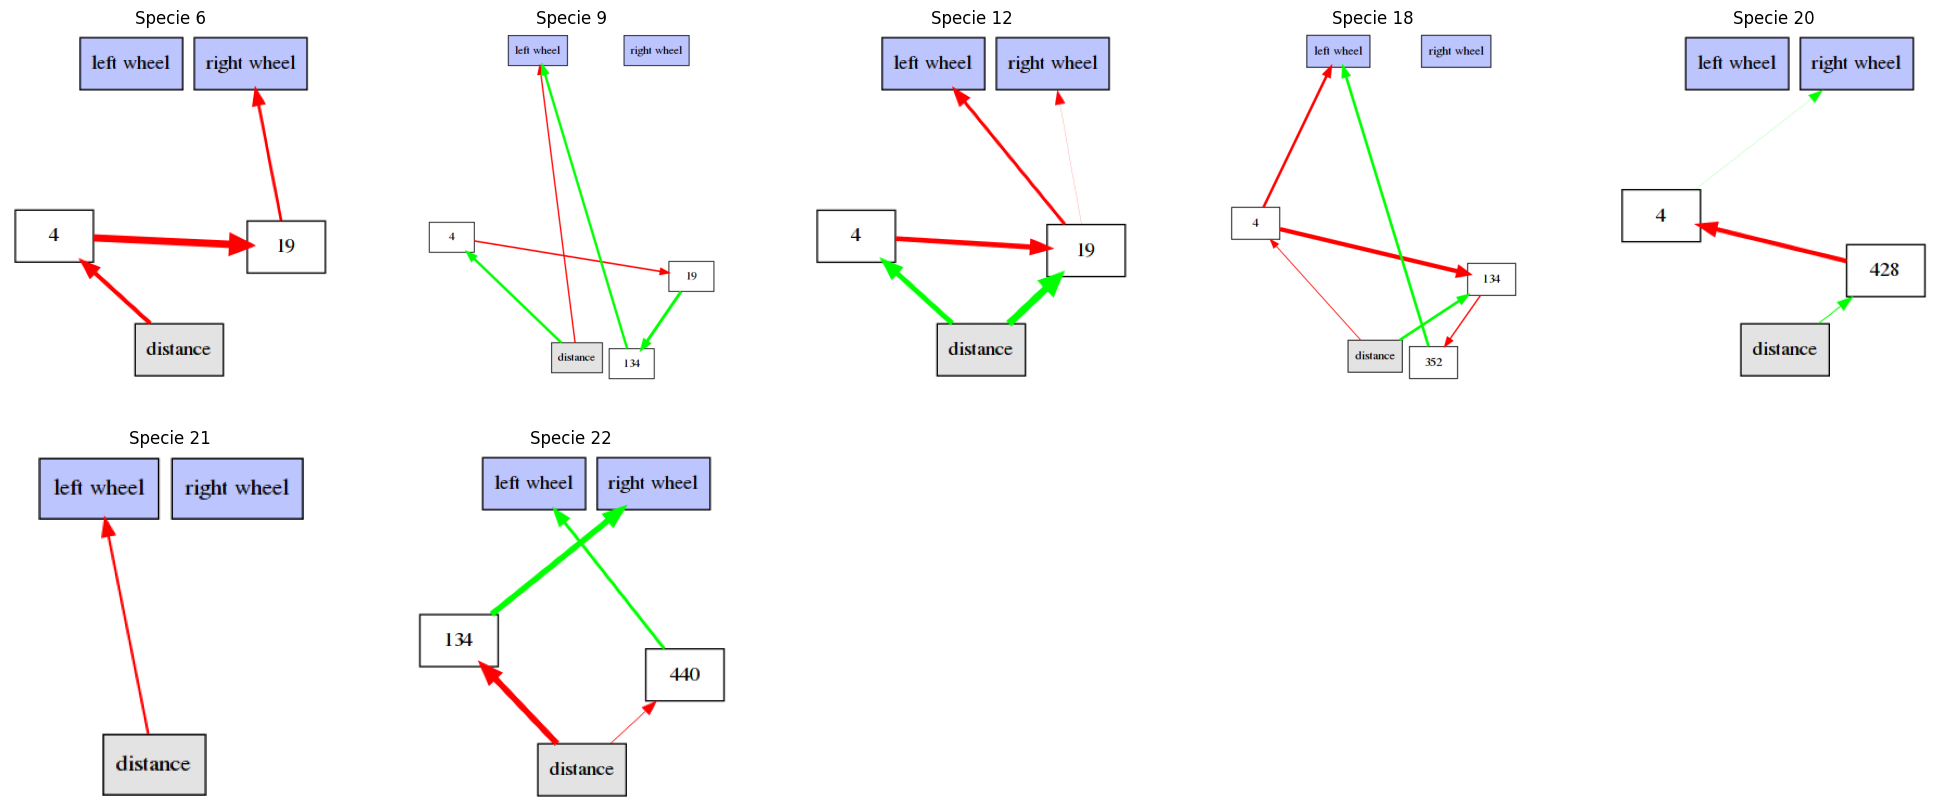 Specie 6
left wheel right wheel
4
19
distance
Specie 9
left wheel right wheel
4
19
distance
134
Specie 12
left wheel right wheel
4
19
distance
Specie 18
left wheel right wheel
4
134
distance
352
Specie 20
left wheel right wheel
4
428
distance
Specie 21
left wheel right wheel
distance
Specie 22
left wheel right wheel
134
440
distance